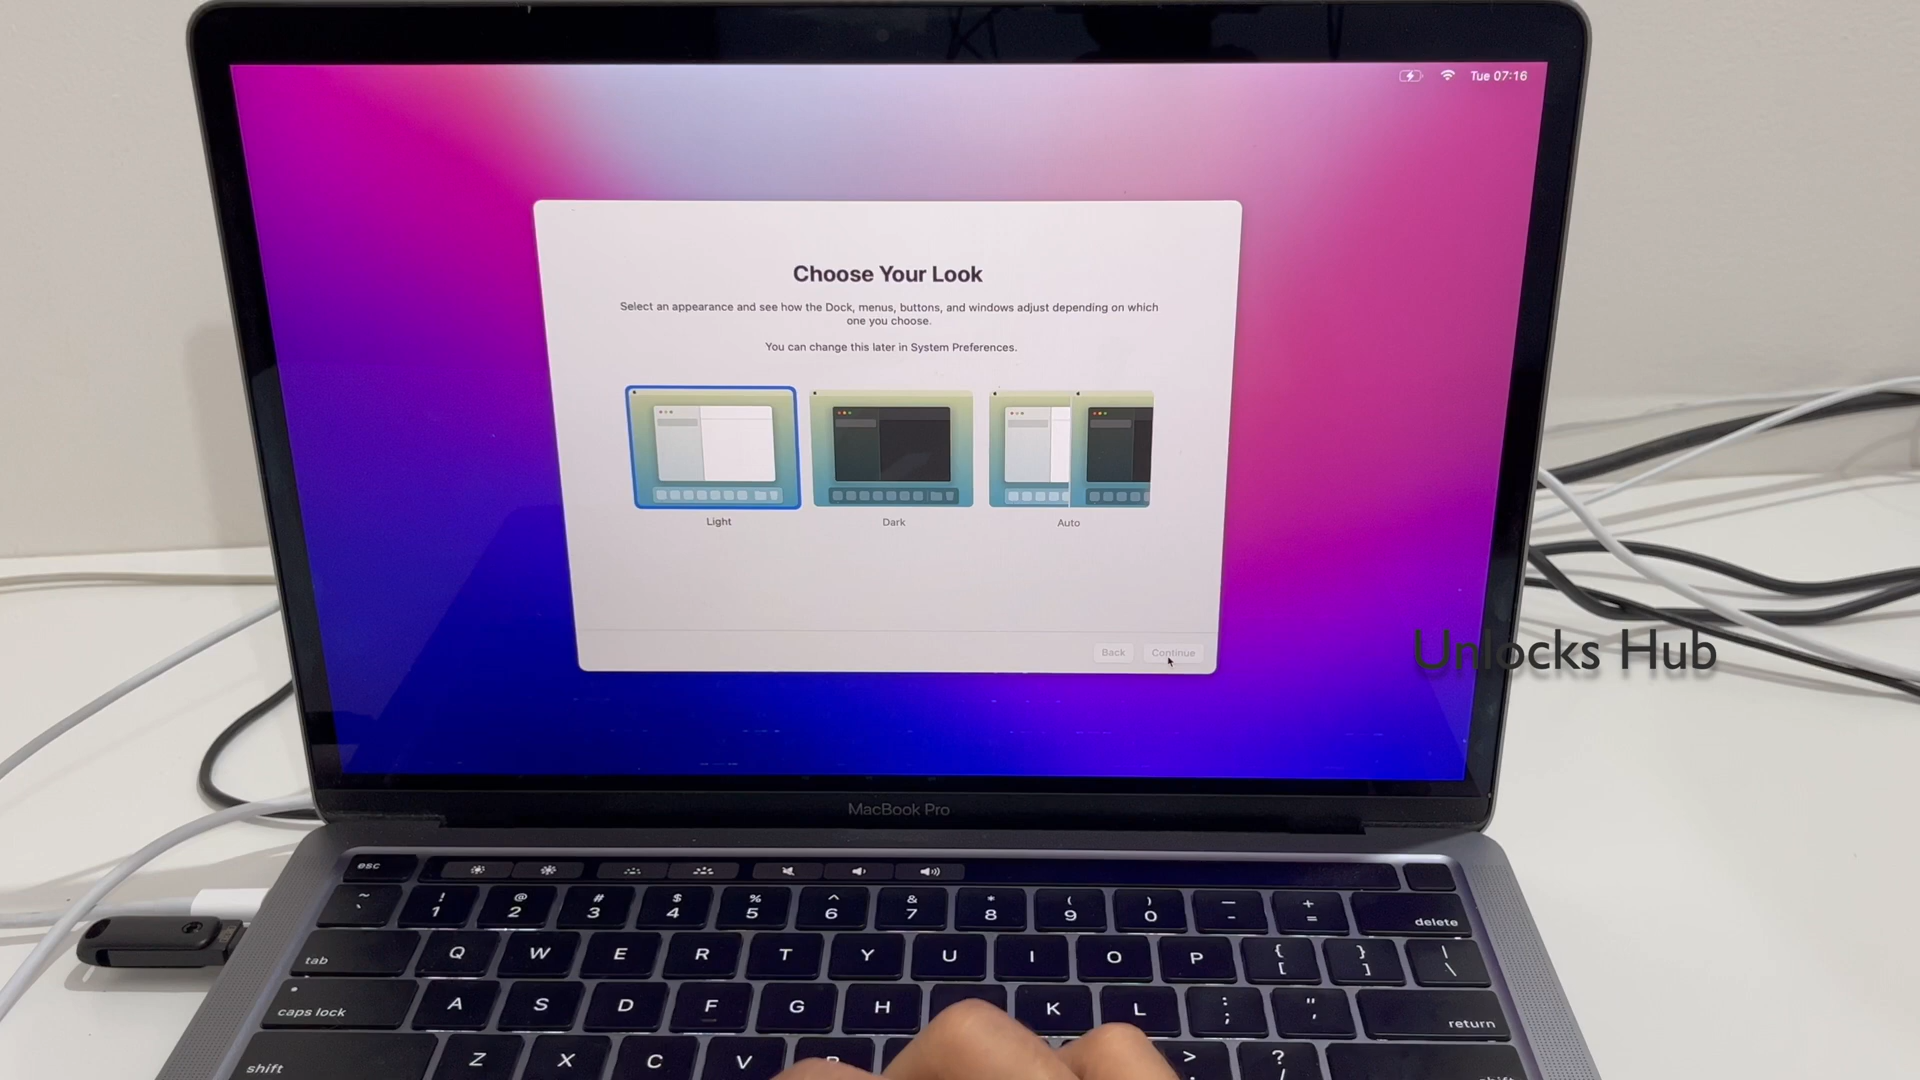 Tue 07:16
Choose Your Look
Select an appearance and see how the Dock, menus, buttons, and windows adjust depending on which
one you choose.
You can change this later in System Preferences.
Light
Dark
Auto
Back
Continue
Unlocks Hub
MacBook Pro
esc
~ ! @ # $ % ^ & * ( ) _ +
1 2 3 4 5 6 7 8 9 0 - = delete
tab Q W E R T Y U I O P { [ } ] | \
caps lock A S D F G H K L : ; " ' return
shift Z X C V > ? /